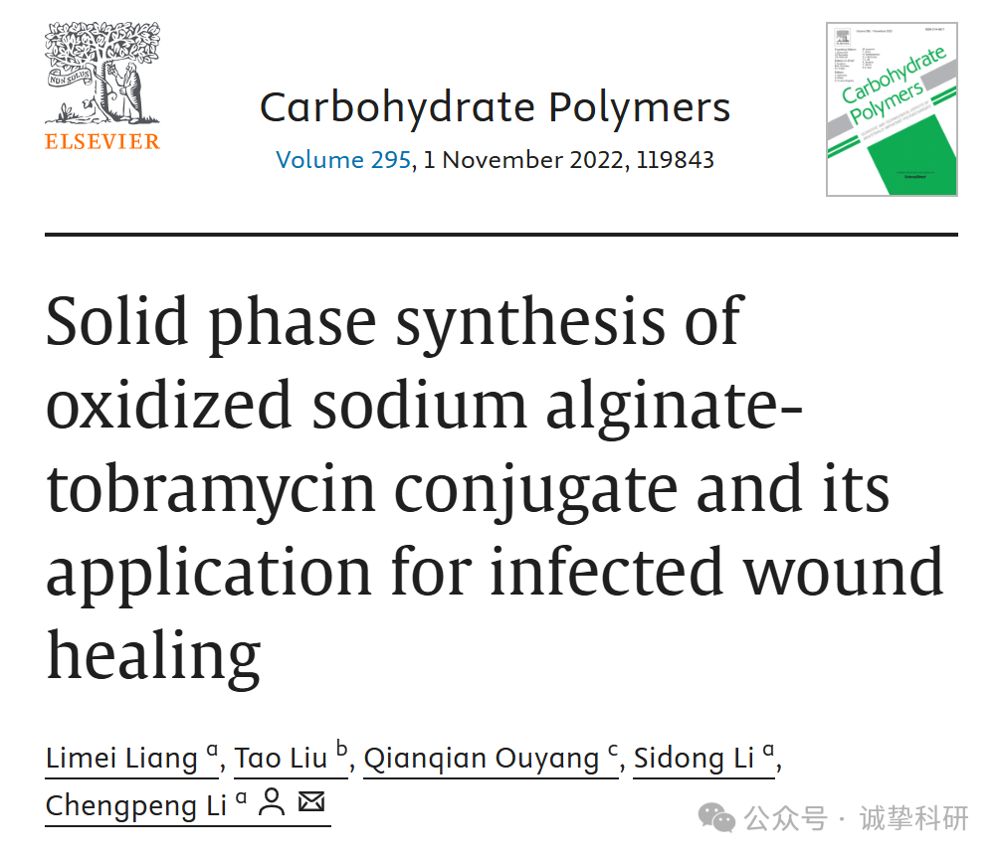 NON SOLUS
ELSEVIER
Carbohydrate Polymers
Volume 295, 1 November 2022, 119843
Carbohydrate
Polymers
Solid phase synthesis of
oxidized sodium alginate-
tobramycin conjugate and its
application for infected wound
healing
Limei Liang a, Tao Liu b, Qianqian Ouyang c, Sidong Li a,
Chengpeng Li a
公众号 · 诚挚科研